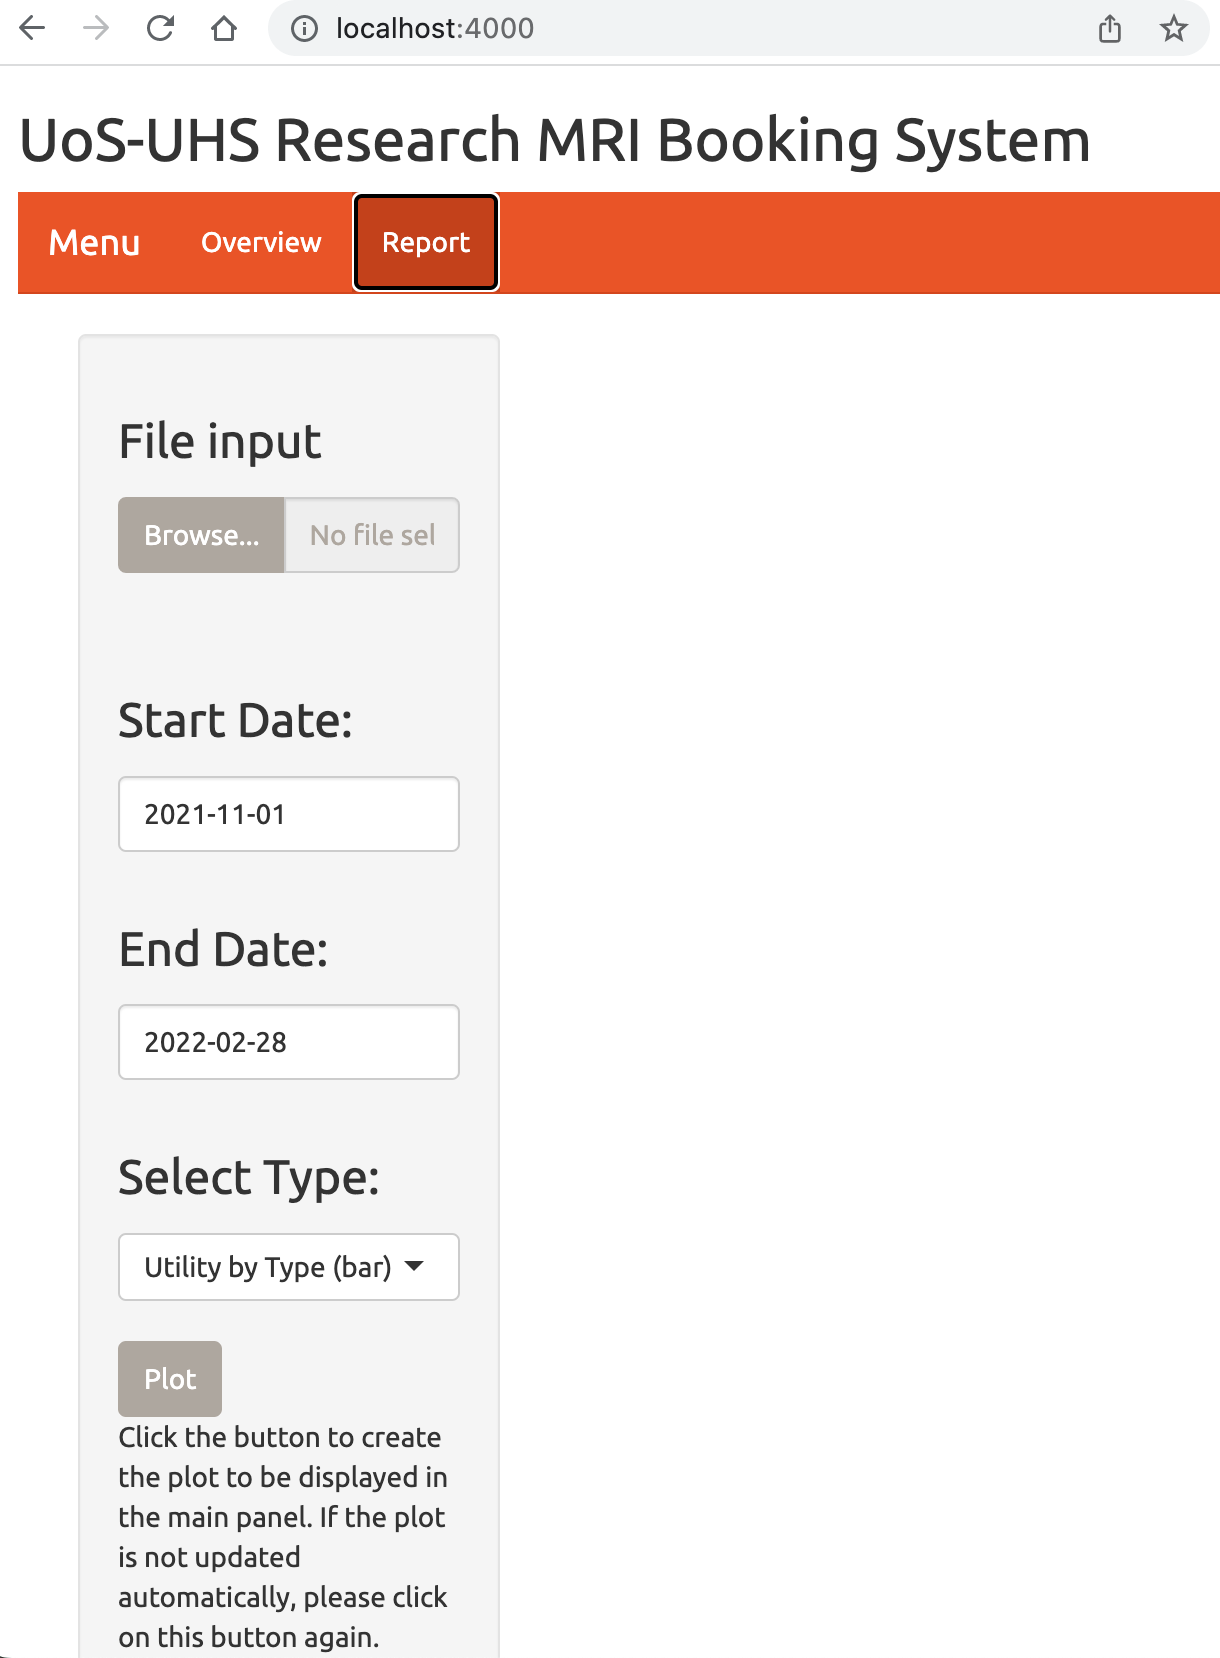 localhost:4000
UoS-UHS Research MRI Booking System
Menu Overview Report
File input
Browse... No file sel
Start Date:
2021-11-01
End Date:
2022-02-28
Select Type:
Utility by Type (bar)
Plot
Click the button to create
the plot to be displayed in
the main panel. If the plot
is not updated
automatically, please click
on this button again.